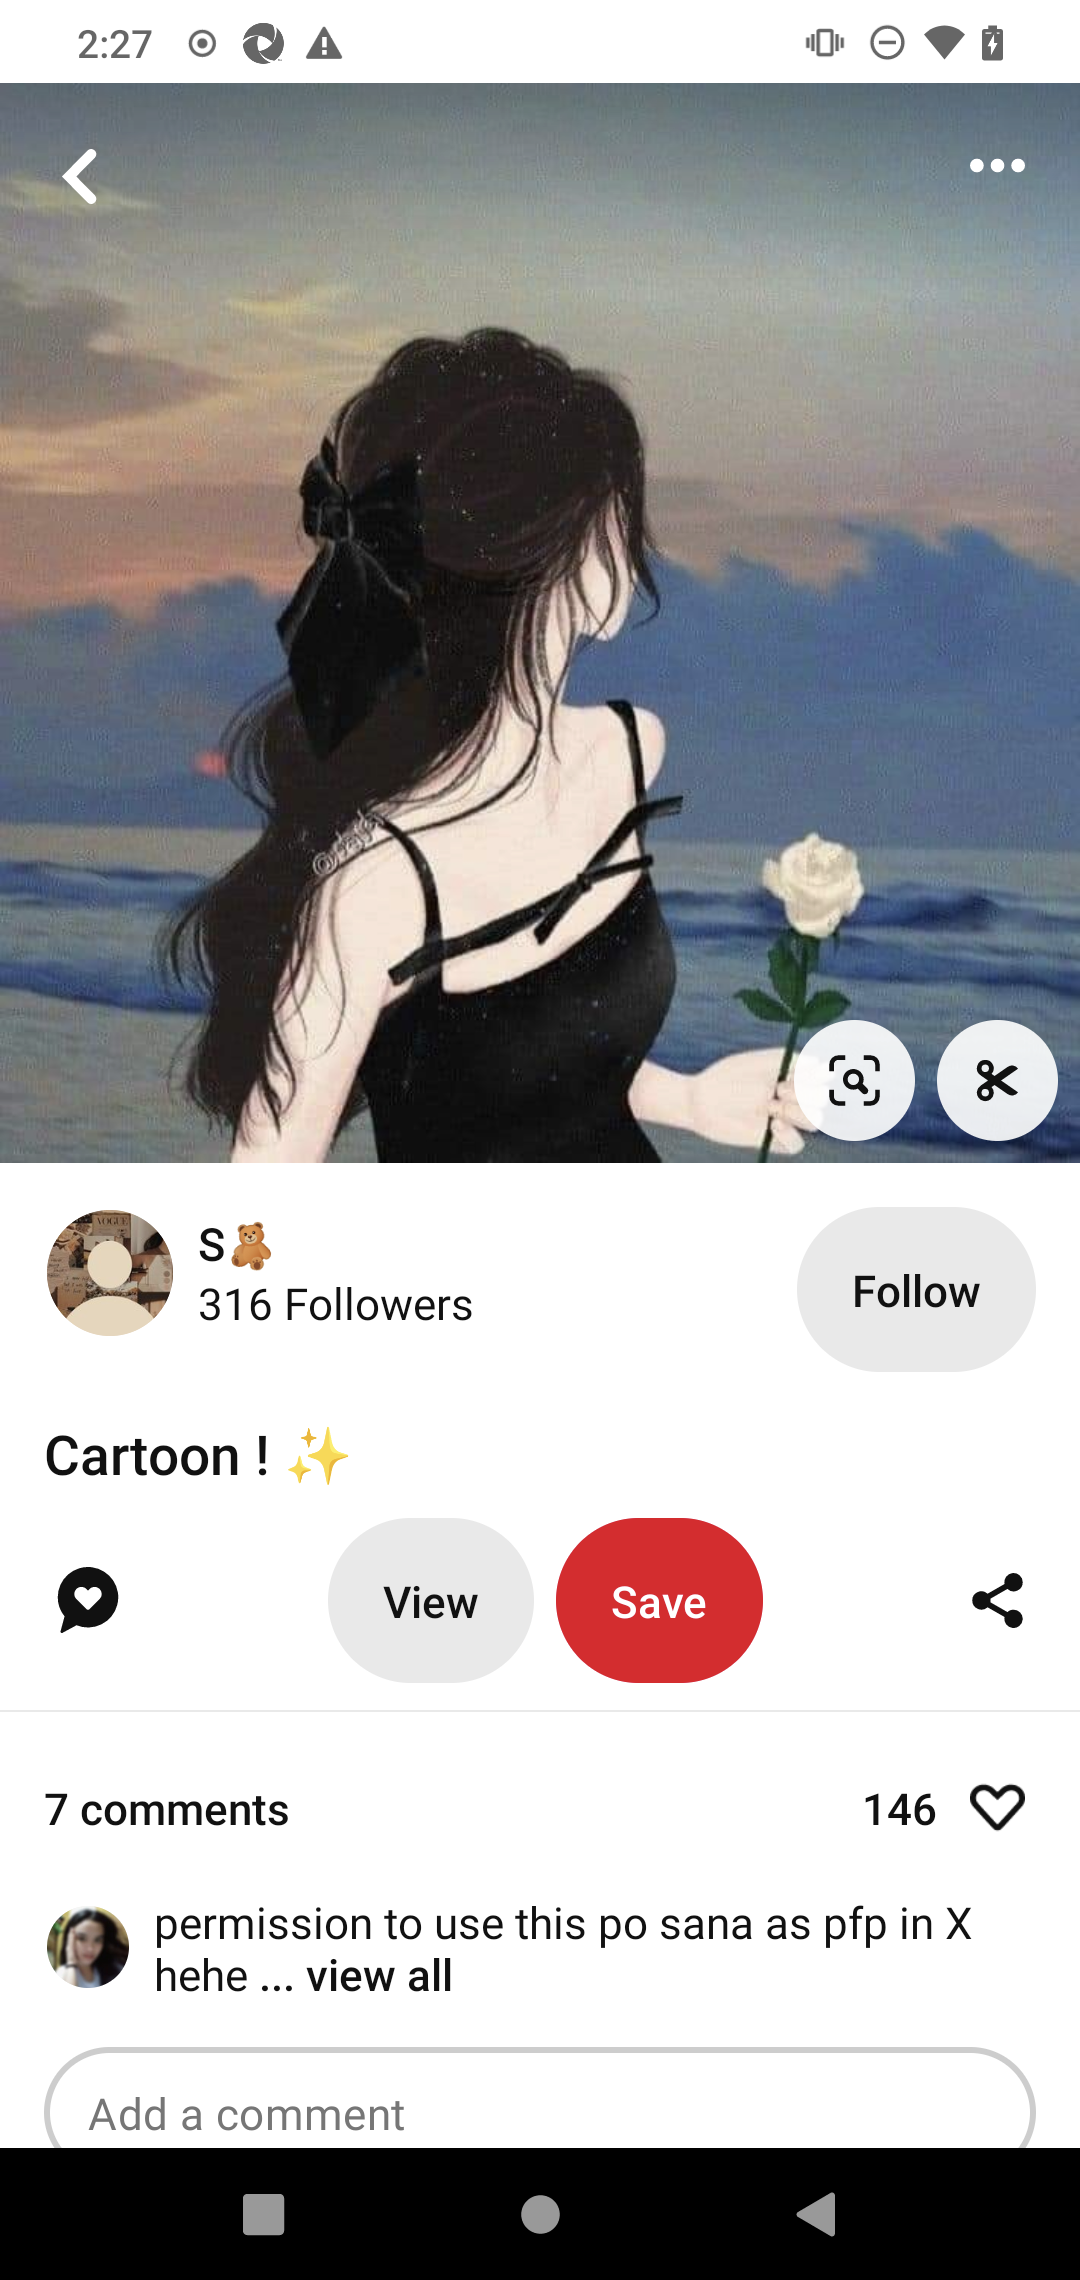 2:27
S🧸
316 Followers
Follow
Cartoon ! ✨
View
Save
7 comments
146
permission to use this po sana as pfp in X
hehe ... view all
Add a comment